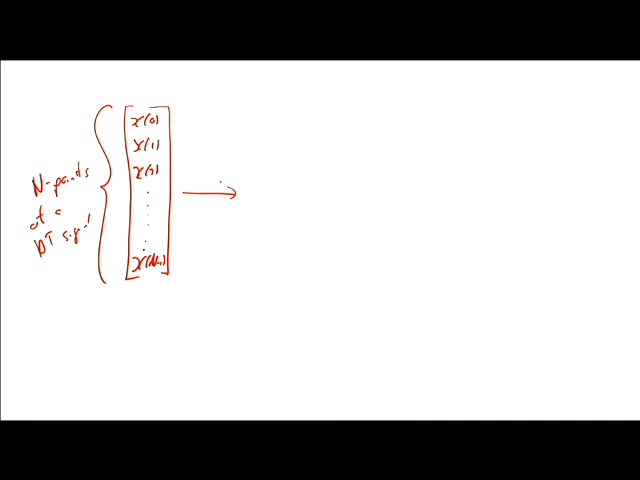 x(0)
x(1)
x(2)
x(N-1)
N-points
of a
DT signal